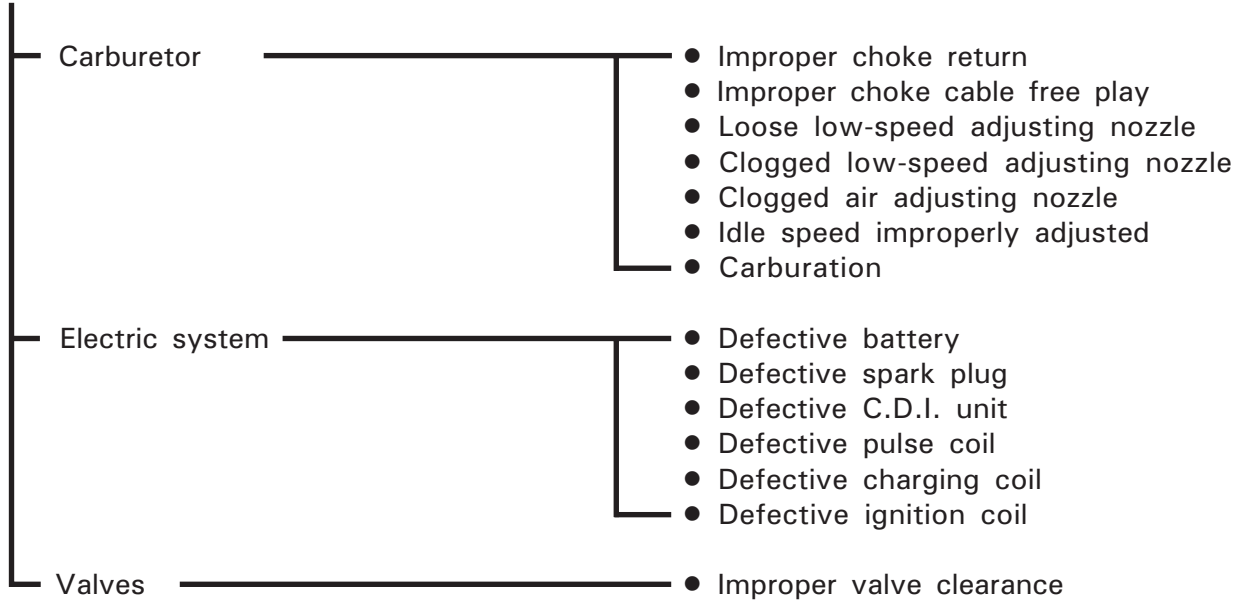 Carburetor
● Improper choke return
● Improper choke cable free play
● Loose low-speed adjusting nozzle
● Clogged low-speed adjusting nozzle
● Clogged air adjusting nozzle
● Idle speed improperly adjusted
● Carburation
Electric system
● Defective battery
● Defective spark plug
● Defective C.D.I. unit
● Defective pulse coil
● Defective charging coil
● Defective ignition coil
Valves
● Improper valve clearance